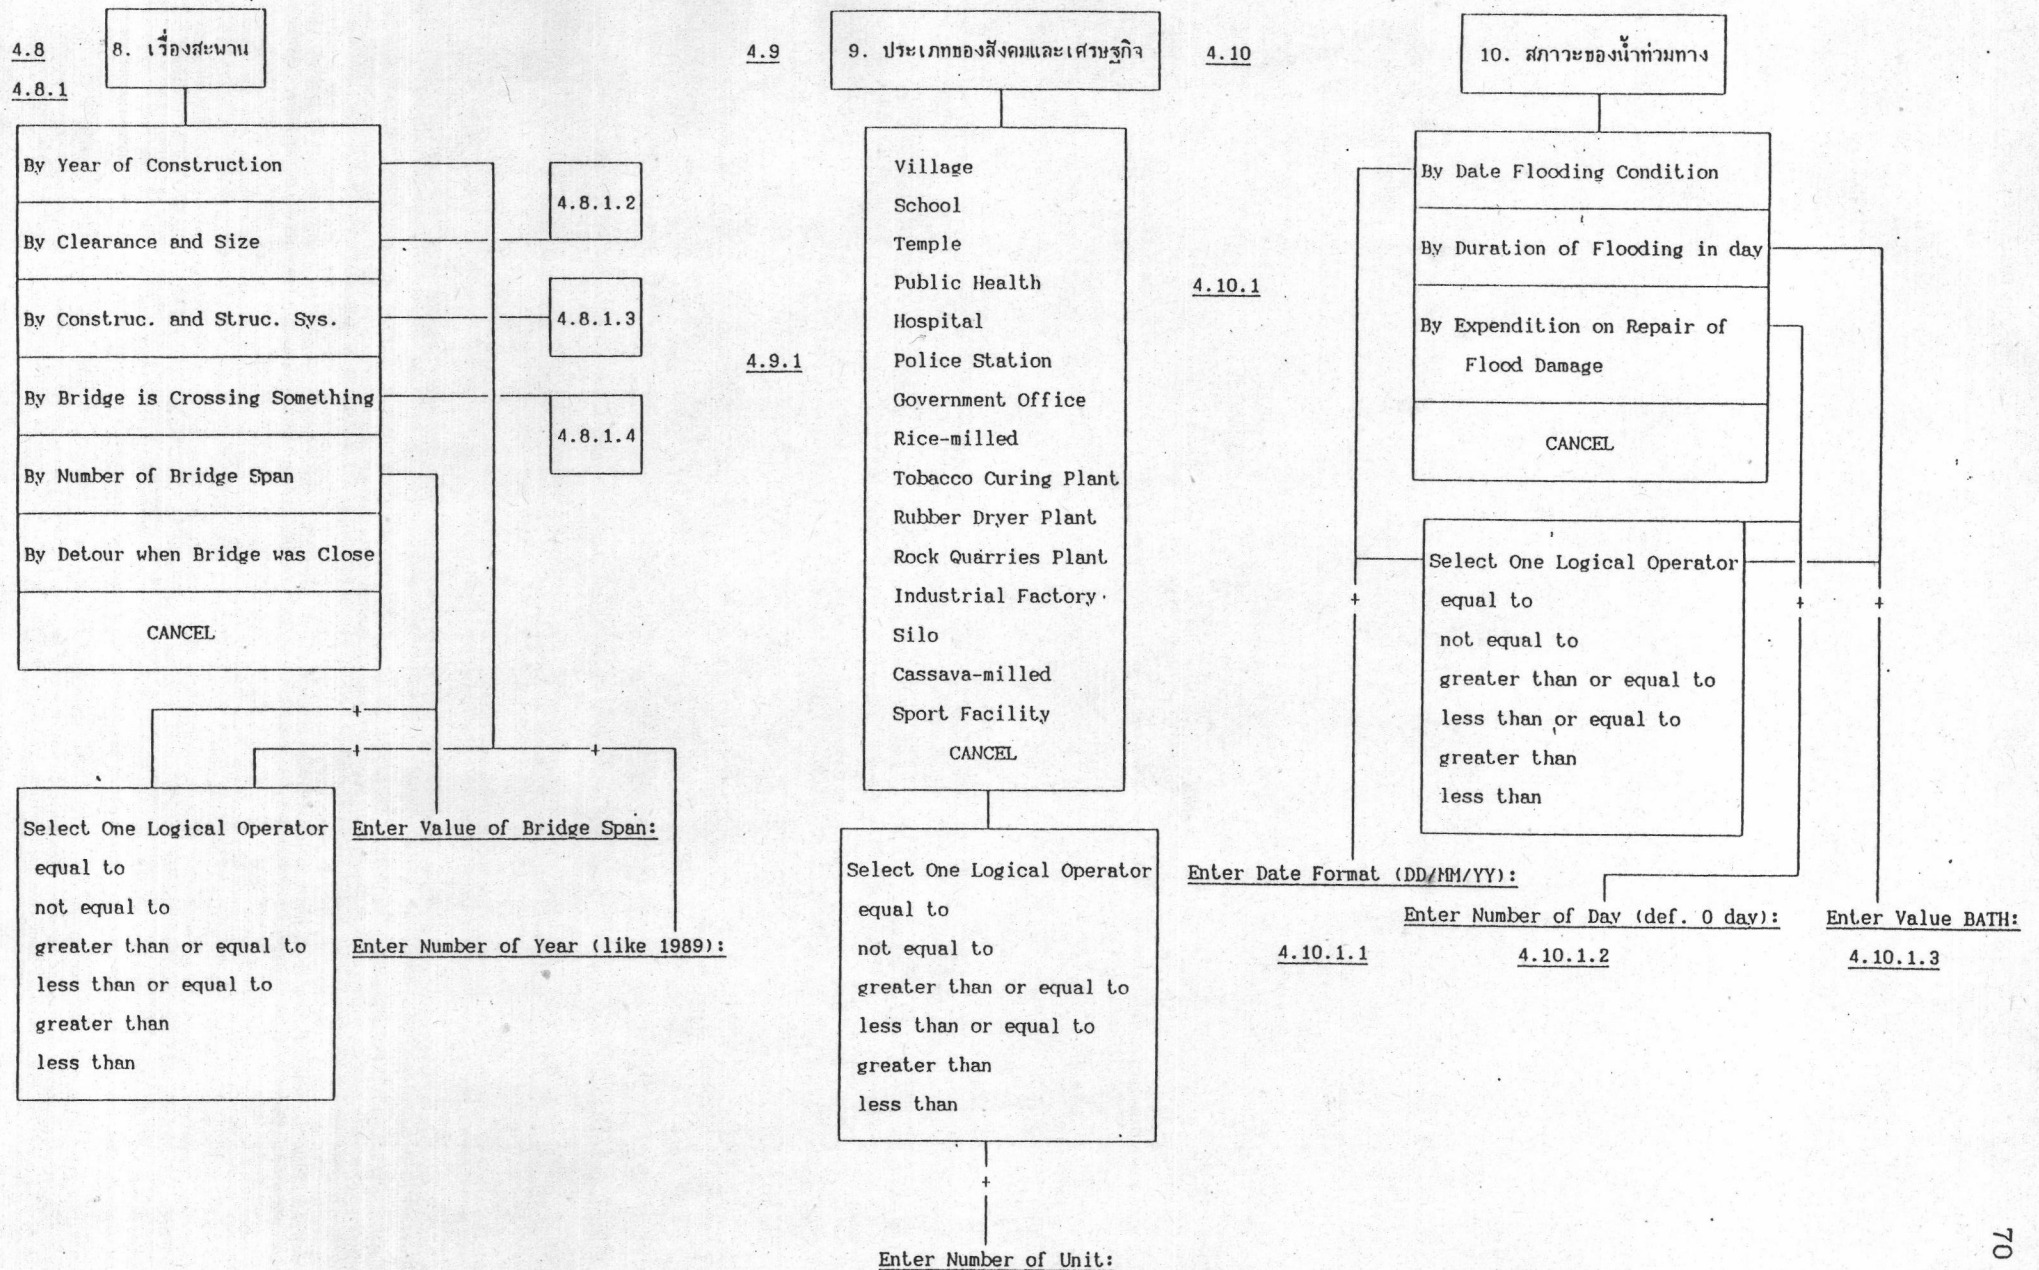 4.8
8. เรื่องสะพาน
4.8.1
By Year of Construction
By Clearance and Size
By Construc. and Struc. Sys.
By Bridge is Crossing Something
By Number of Bridge Span
By Detour when Bridge was Close
CANCEL
4.8.1.2
4.8.1.3
4.8.1.4
Select One Logical Operator
equal to
not equal to
greater than or equal to
less than or equal to
greater than
less than
Enter Value of Bridge Span:
Enter Number of Year (like 1989):
4.9
9. ประเภทของสังคมและเศรษฐกิจ
4.9.1
Village
School
Temple
Public Health
Hospital
Police Station
Government Office
Rice-milled
Tobacco Curing Plant
Rubber Dryer Plant
Rock Quarries Plant
Industrial Factory
Silo
Cassava-milled
Sport Facility
CANCEL
Select One Logical Operator
equal to
not equal to
greater than or equal to
less than or equal to
greater than
less than
+
Enter Number of Unit:
4.10
10. สภาวะของน้ำท่วมทาง
4.10.1
By Date Flooding Condition
By Duration of Flooding in day
By Expendition on Repair of
Flood Damage
CANCEL
Select One Logical Operator
equal to
not equal to
greater than or equal to
less than or equal to
greater than
less than
Enter Date Format (DD/MM/YY):
Enter Number of Day (def. 0 day):
Enter Value BATH:
4.10.1.1
4.10.1.2
4.10.1.3
70